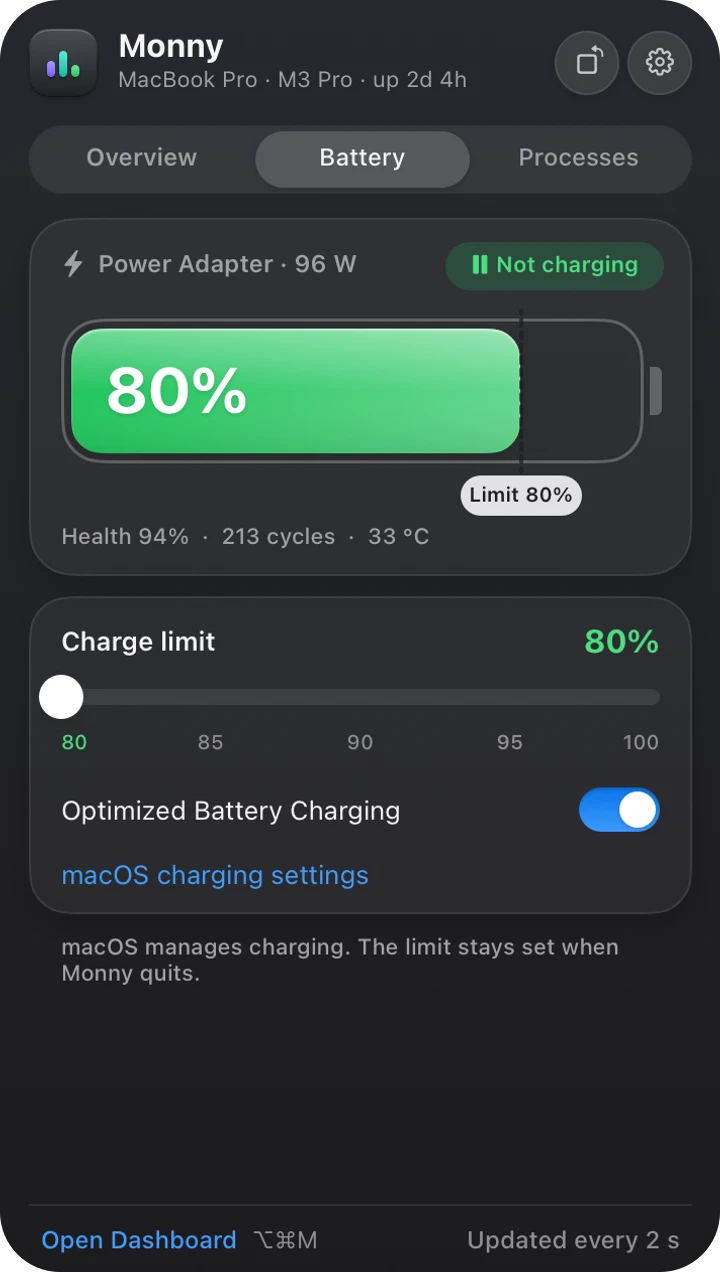 Monny
MacBook Pro · M3 Pro · up 2d 4h
Overview
Battery
Processes
Power Adapter · 96 W
Not charging
80%
Limit 80%
Health 94% · 213 cycles · 33 °C
Charge limit
80%
80 85 90 95 100
Optimized Battery Charging
macOS charging settings
macOS manages charging. The limit stays set when
Monny quits.
Open Dashboard ⌥⌘M
Updated every 2 s